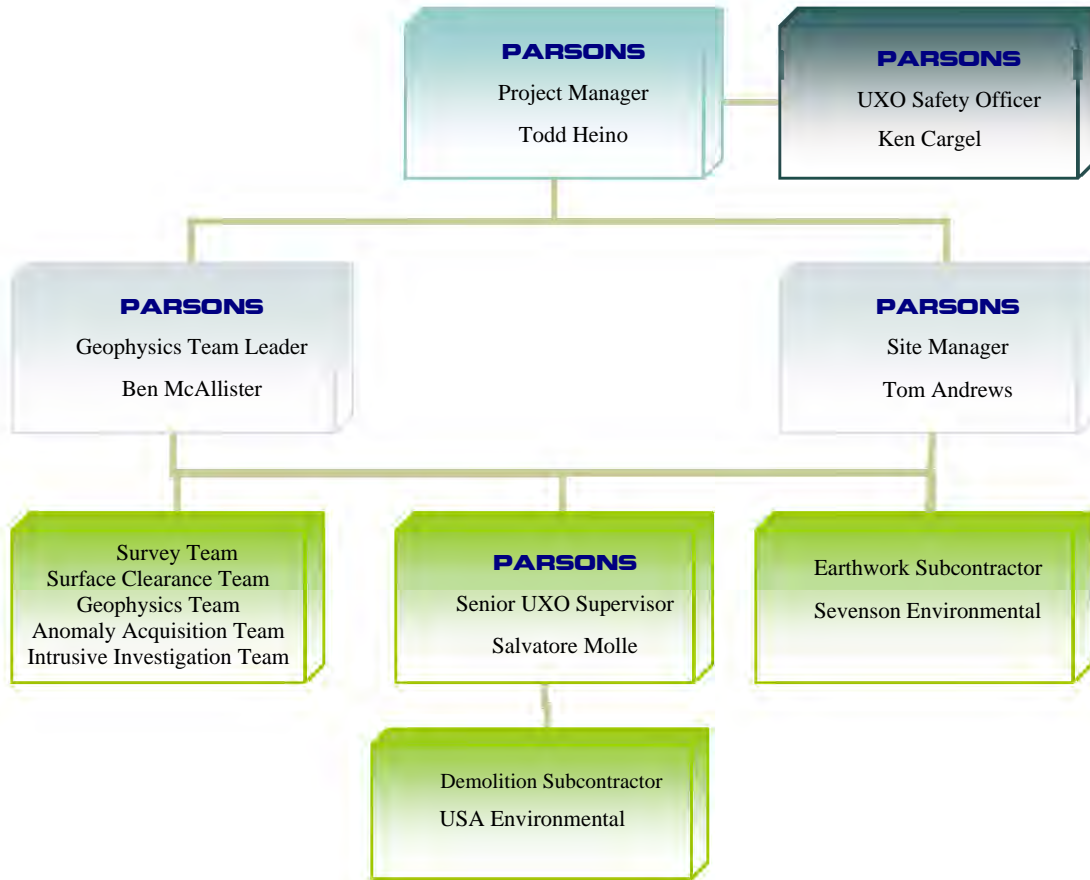 PARSONS
Project Manager
Todd Heino
PARSONS
UXO Safety Officer
Ken Cargel
PARSONS
Geophysics Team Leader
Ben McAllister
PARSONS
Site Manager
Tom Andrews
Survey Team
Surface Clearance Team
Geophysics Team
Anomaly Acquisition Team
Intrusive Investigation Team
PARSONS
Senior UXO Supervisor
Salvatore Molle
Earthwork Subcontractor
Sevenson Environmental
Demolition Subcontractor
USA Environmental